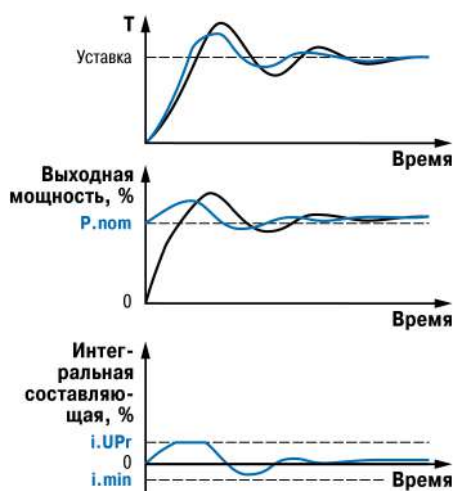 T
Уставка
Время
Выходная
мощность, %
P.nom
0
Время
Интег-
ральная
составляю-
щая, %
i.UPr
0
i.min
Время